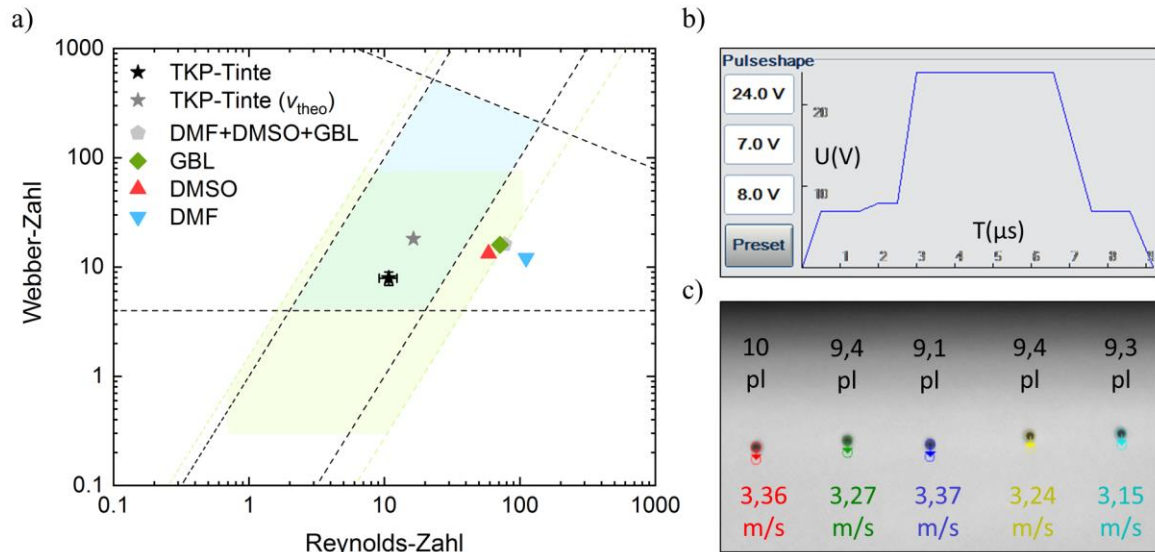 a)
1000
100
10
1
0.1
Webber-Zahl
0.1
1
10
100
1000
Reynolds-Zahl
TKP-Tinte
TKP-Tinte (v_theo)
DMF+DMSO+GBL
GBL
DMSO
DMF
b)
Pulseshape
24.0 V
7.0 V
8.0 V
Preset
20
U(V)
10
T(µs)
1 2 3 4 5 6 7 8 9
c)
10 9,4 9,1 9,4 9,3
pl pl pl pl pl
3,36 3,27 3,37 3,24 3,15
m/s m/s m/s m/s m/s